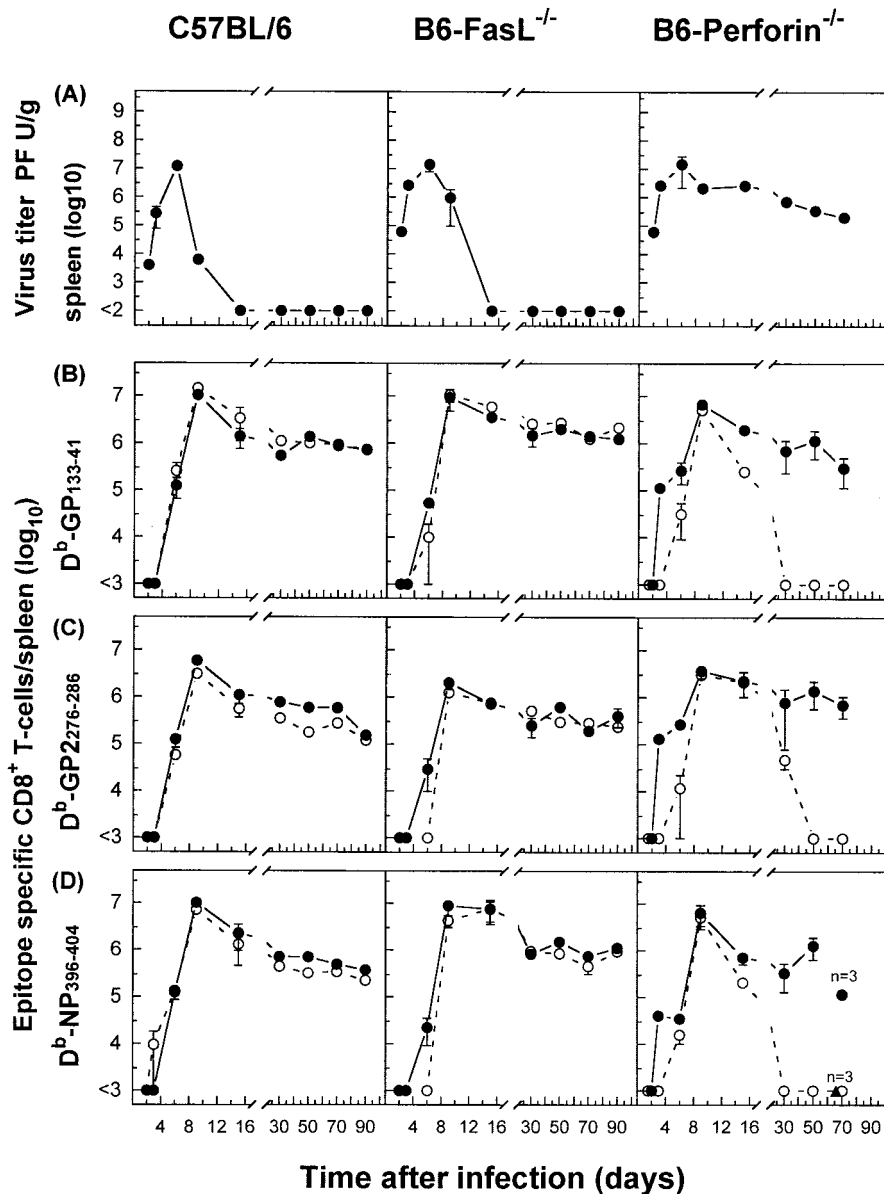 C57BL/6 B6-FasL-/- B6-Perforin-/-
(A)
Virus titer PF U/g
spleen (log10)
9
8
7
6
5
4
3
<2
Epitope specific CD8+ T-cells/spleen (log10)
(B)
Db-GP133-41
7
6
5
4
<3
(C)
Db-GP2276-286
7
6
5
4
<3
(D)
Db-NP396-404
7
6
5
4
<3
n=3
n=3
4 8 12 16 30 50 70 90 4 8 12 16 30 50 70 90 4 8 12 16 30 50 70 90
Time after infection (days)